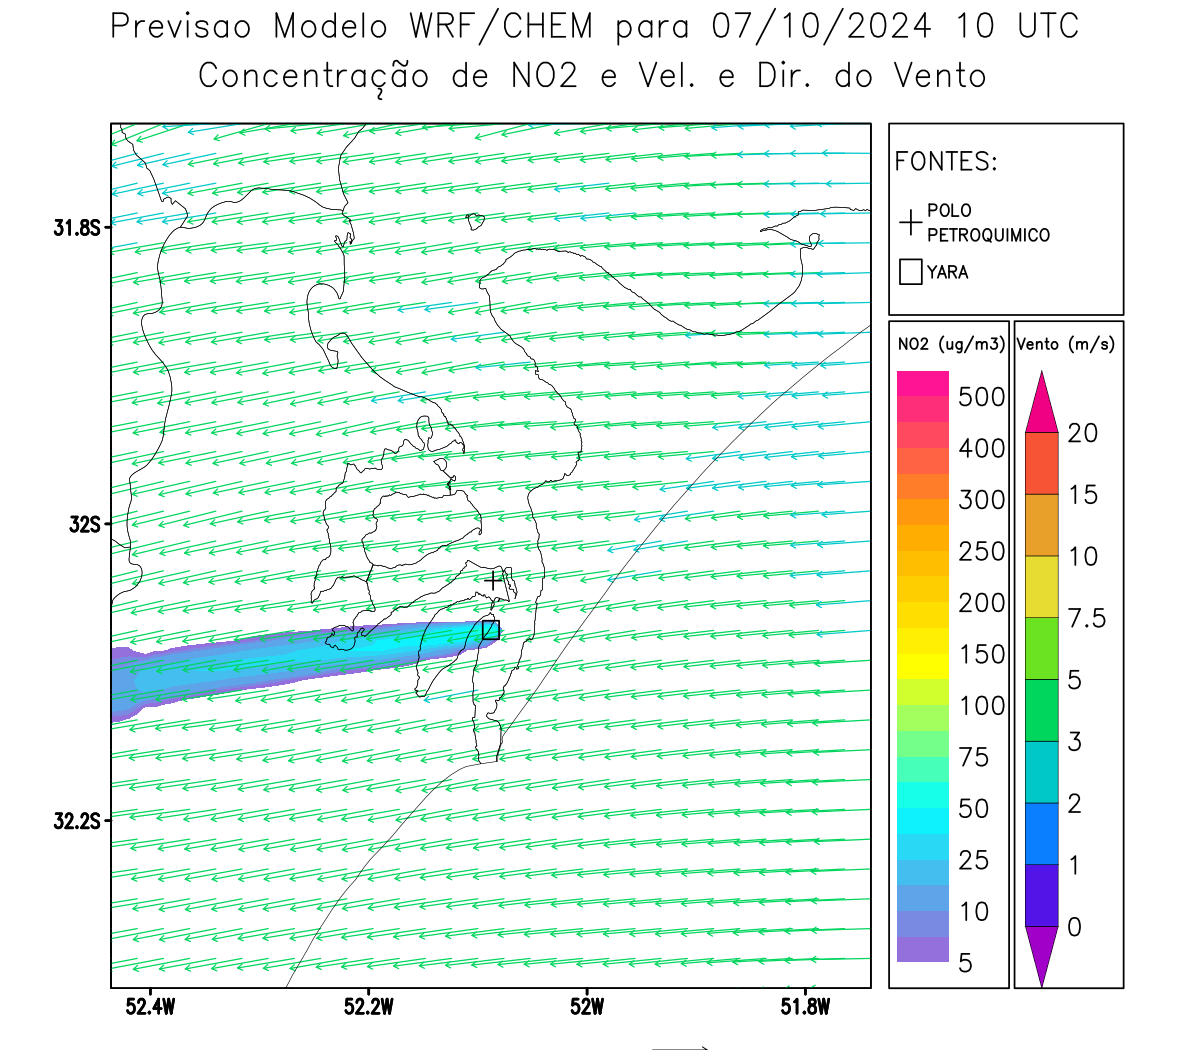 Previsao Modelo WRF/CHEM para 07/10/2024 10 UTC
Concentração de NO2 e Vel. e Dir. do Vento
FONTES:
POLO
PETROQUIMICO
YARA
NO2 (ug/m3)
500
400
300
250
200
150
100
75
50
25
10
5
Vento (m/s)
20
15
10
7.5
5
3
2
1
0
31.8S
32S
32.2S
52.4W
52.2W
52W
51.8W